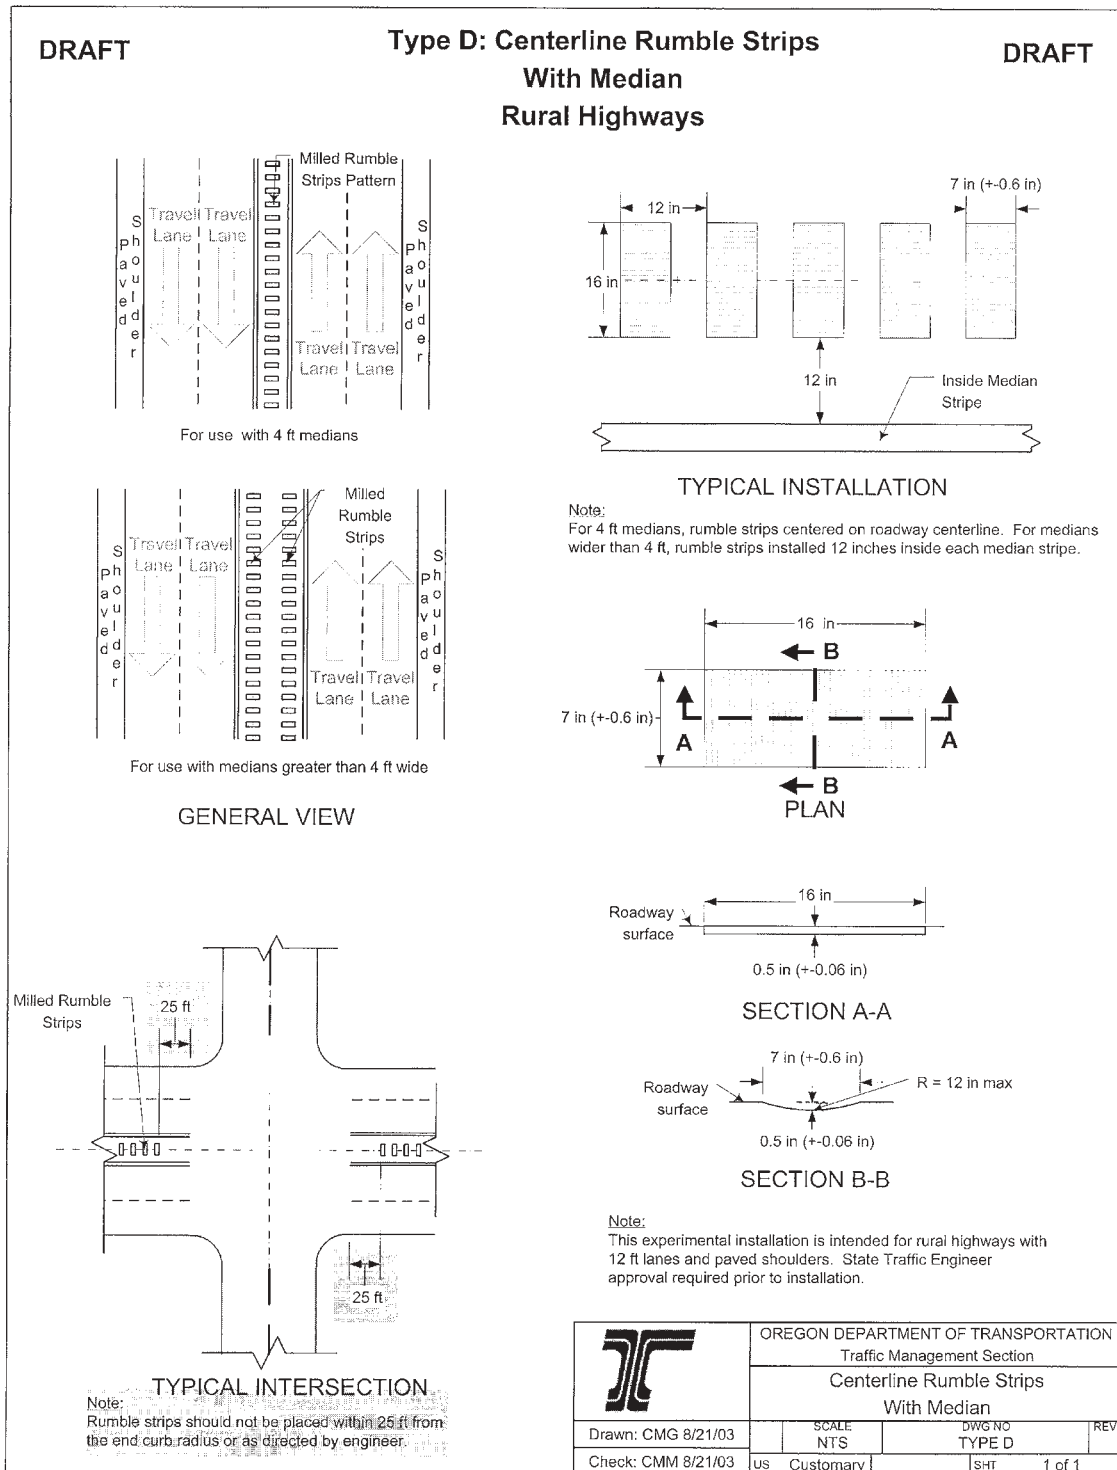 DRAFT
Type D: Centerline Rumble Strips
With Median
Rural Highways
DRAFT
Milled Rumble
Strips Pattern
Paved
Shoulder
Travel
Lane
Travel
Lane
Travel
Lane
Travel
Lane
Paved
Shoulder
For use with 4 ft medians
Milled
Rumble
Strips
Paved
Shoulder
Travel
Lane
Travel
Lane
Travel
Lane
Travel
Lane
Paved
Shoulder
For use with medians greater than 4 ft wide
GENERAL VIEW
Milled Rumble
Strips
25 ft
25 ft
TYPICAL INTERSECTION
Note:
Rumble strips should not be placed within 25 ft from
the end curb radius or as directed by engineer.
7 in (+-0.6 in)
12 in
16 in
12 in
Inside Median
Stripe
TYPICAL INSTALLATION
Note:
For 4 ft medians, rumble strips centered on roadway centerline. For medians
wider than 4 ft, rumble strips installed 12 inches inside each median stripe.
16 in
B
7 in (+-0.6 in)
A
A
B
PLAN
16 in
Roadway
surface
0.5 in (+-0.06 in)
SECTION A-A
7 in (+-0.6 in)
Roadway
surface
R = 12 in max
0.5 in (+-0.06 in)
SECTION B-B
Note:
This experimental installation is intended for rural highways with
12 ft lanes and paved shoulders. State Traffic Engineer
approval required prior to installation.
OREGON DEPARTMENT OF TRANSPORTATION
Traffic Management Section
Centerline Rumble Strips
With Median
Drawn: CMG 8/21/03
SCALE
NTS
DWG NO
TYPE D
REV
Check: CMM 8/21/03
US Customary
SHT 1 of 1